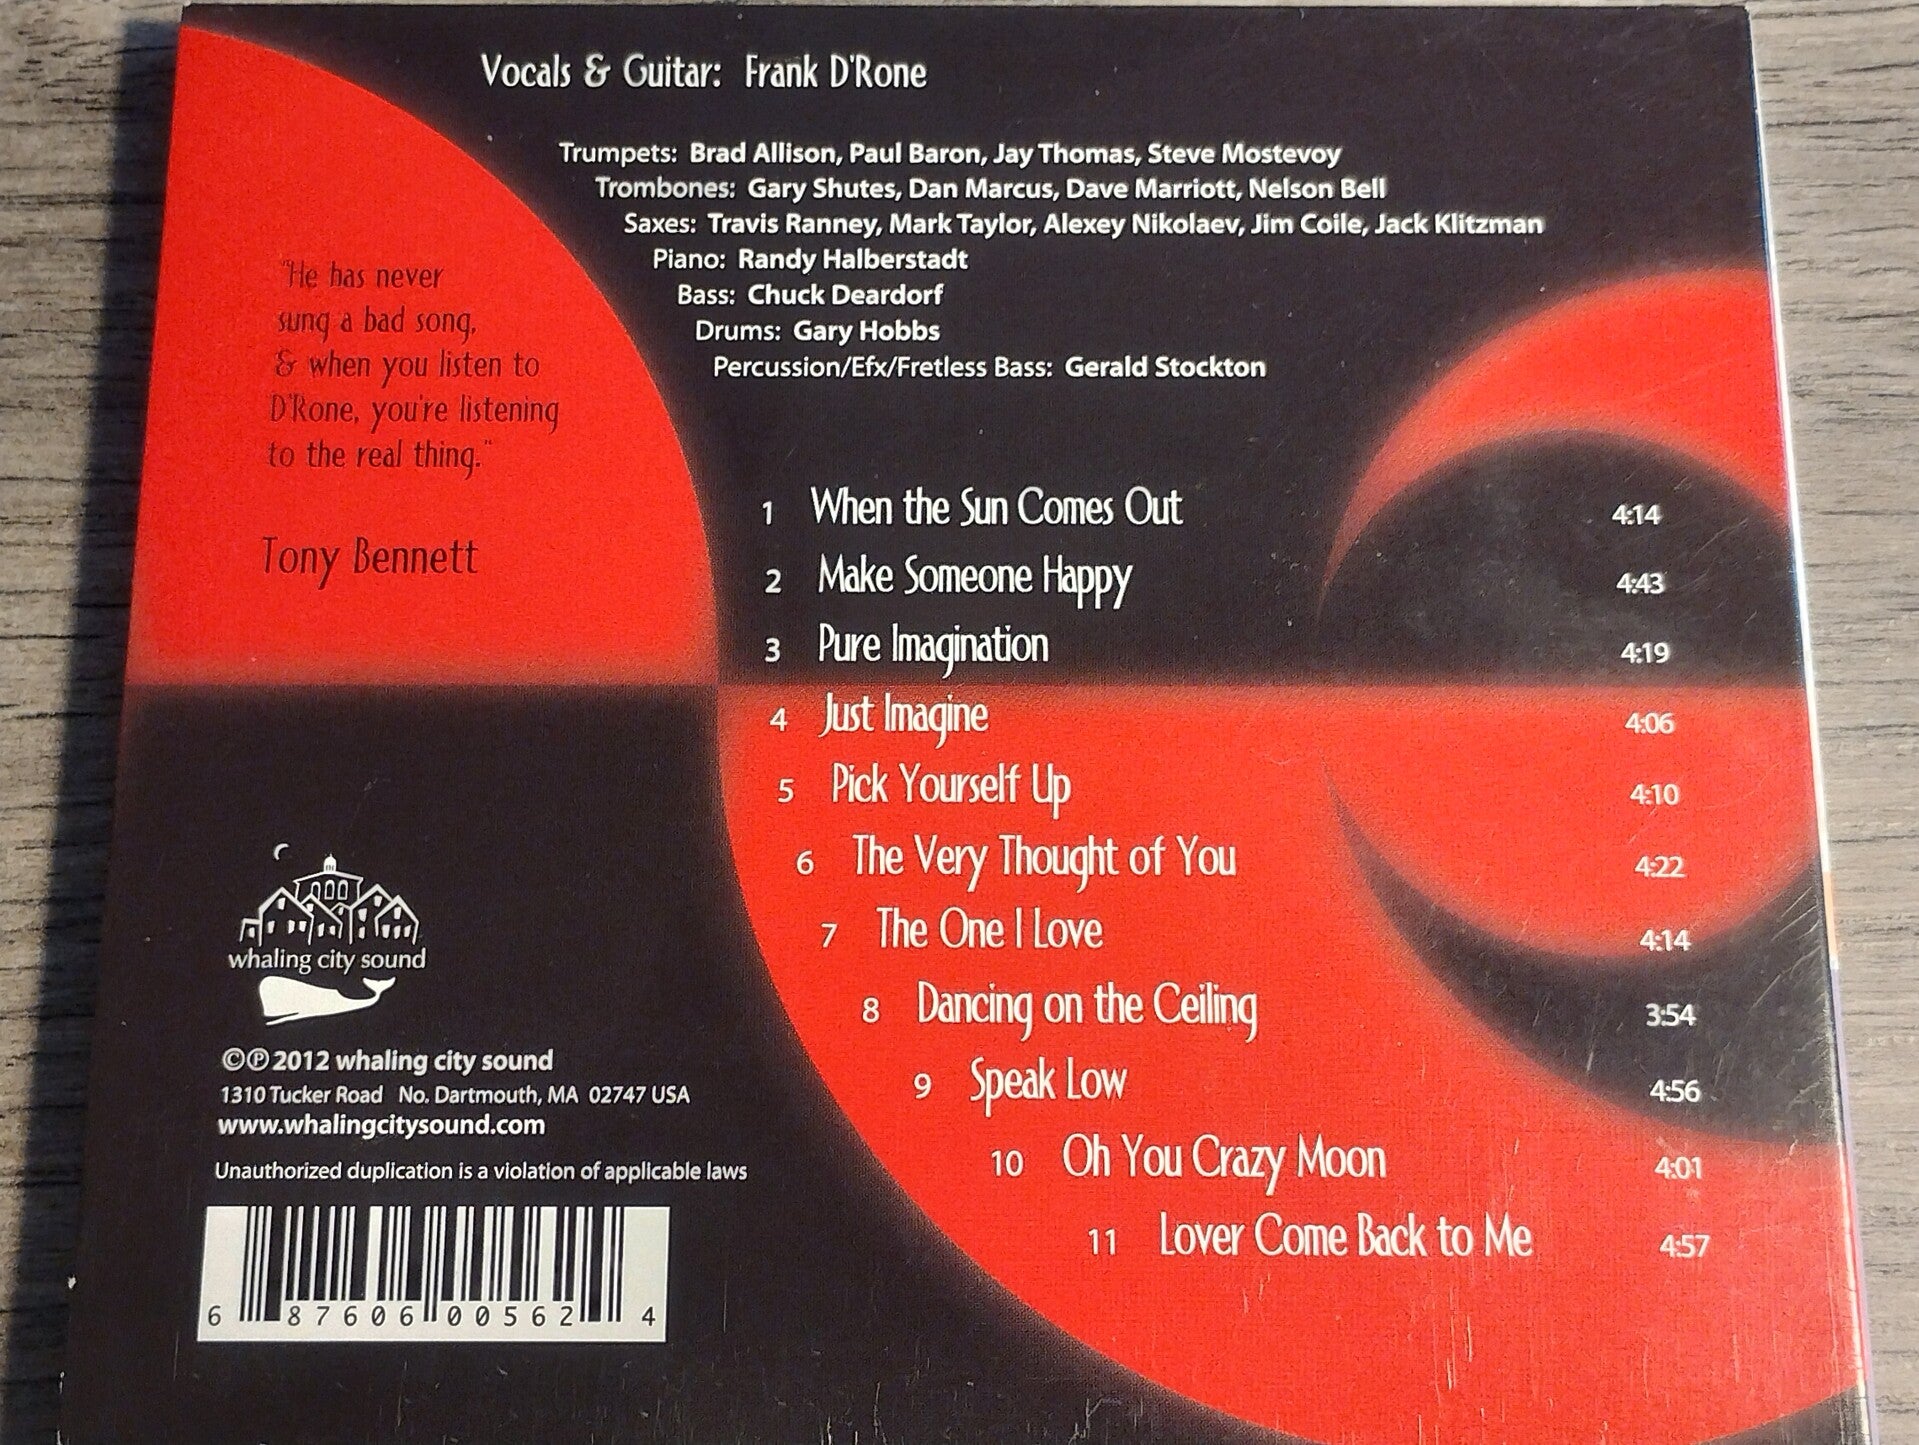 Vocals & Guitar: Frank D'Rone
Trumpets: Brad Allison, Paul Baron, Jay Thomas, Steve Mostevoy
Trombones: Gary Shutes, Dan Marcus, Dave Marriott, Nelson Bell
Saxes: Travis Ranney, Mark Taylor, Alexey Nikolaev, Jim Coile, Jack Klitzman
Piano: Randy Halberstadt
Bass: Chuck Deardorf
Drums: Gary Hobbs
Percussion/Efx/Fretless Bass: Gerald Stockton
"He has never
sung a bad song,
& when you listen to
D'Rone, you're listening
to the real thing."
Tony Bennett
1 When the Sun Comes Out 4:14
2 Make Someone Happy 4:43
3 Pure Imagination 4:19
4 Just Imagine 4:06
5 Pick Yourself Up 4:10
6 The Very Thought of You 4:22
7 The One I Love 4:14
8 Dancing on the Ceiling 3:54
9 Speak Low 4:56
10 Oh You Crazy Moon 4:01
11 Lover Come Back to Me 4:57
whaling city sound
©℗ 2012 whaling city sound
1310 Tucker Road No. Dartmouth, MA 02747 USA
www.whalingcitysound.com
Unauthorized duplication is a violation of applicable laws
6 87606 00562 4